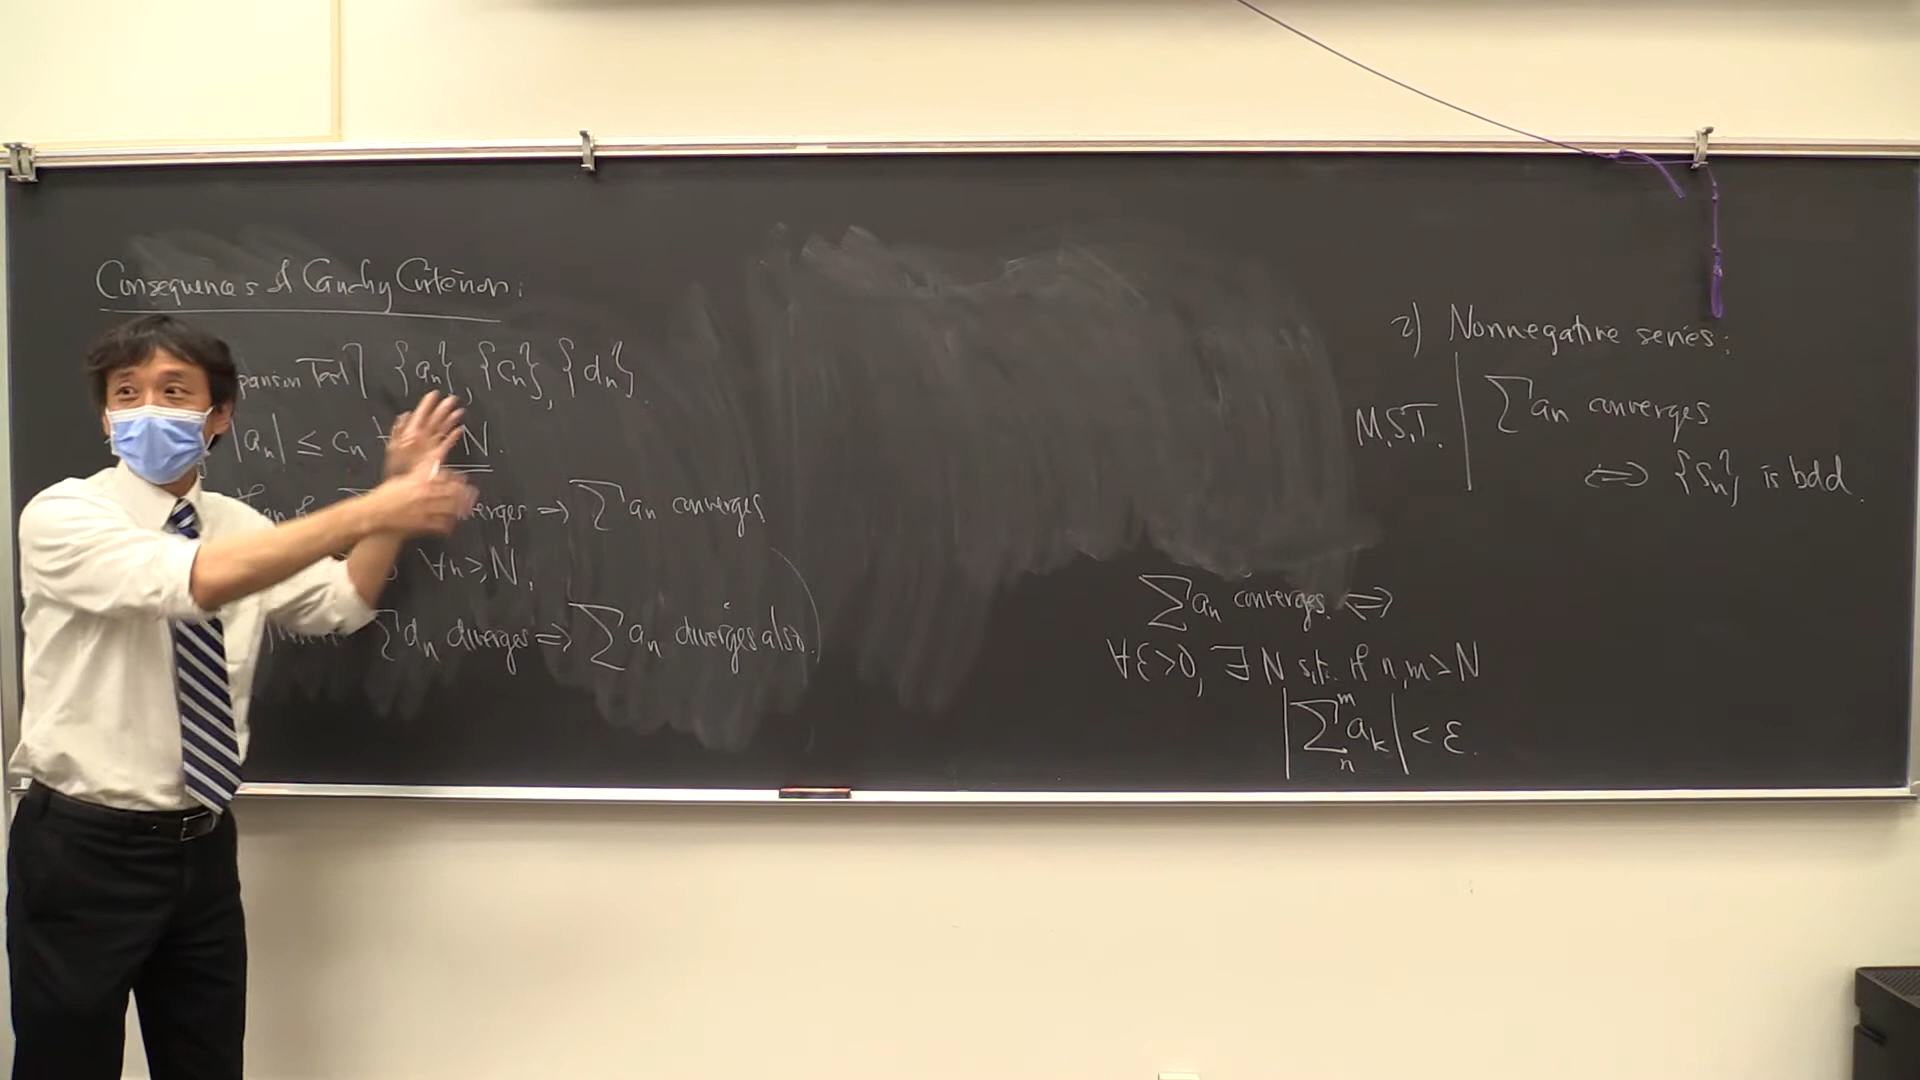 Consequences of Cauchy Criterion:
Test] {aₙ}, {cₙ}, {dₙ}.
|aₙ| ≤ cₙ ∀ N.
⇒ ∑aₙ converges
∀n≥N,
∑dₙ diverges ⇒ ∑aₙ diverges also.)
2) Nonnegative series:
M.S.T. | ∑aₙ converges
⟺ {sₙ} is bdd.
∑aₙ converges. ⟺
∀ε>0, ∃N s.t. if n,m≥N
|∑ₙᵐ aₖ| < ε.